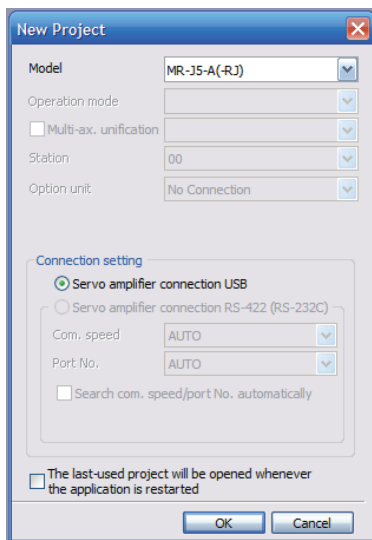 New Project
Model MR-J5-A(-RJ)
Operation mode
Multi-ax. unification
Station 00
Option unit No Connection
Connection setting
Servo amplifier connection USB
Servo amplifier connection RS-422 (RS-232C)
Com. speed AUTO
Port No. AUTO
Search com. speed/port No. automatically
The last-used project will be opened whenever
the application is restarted
OK Cancel